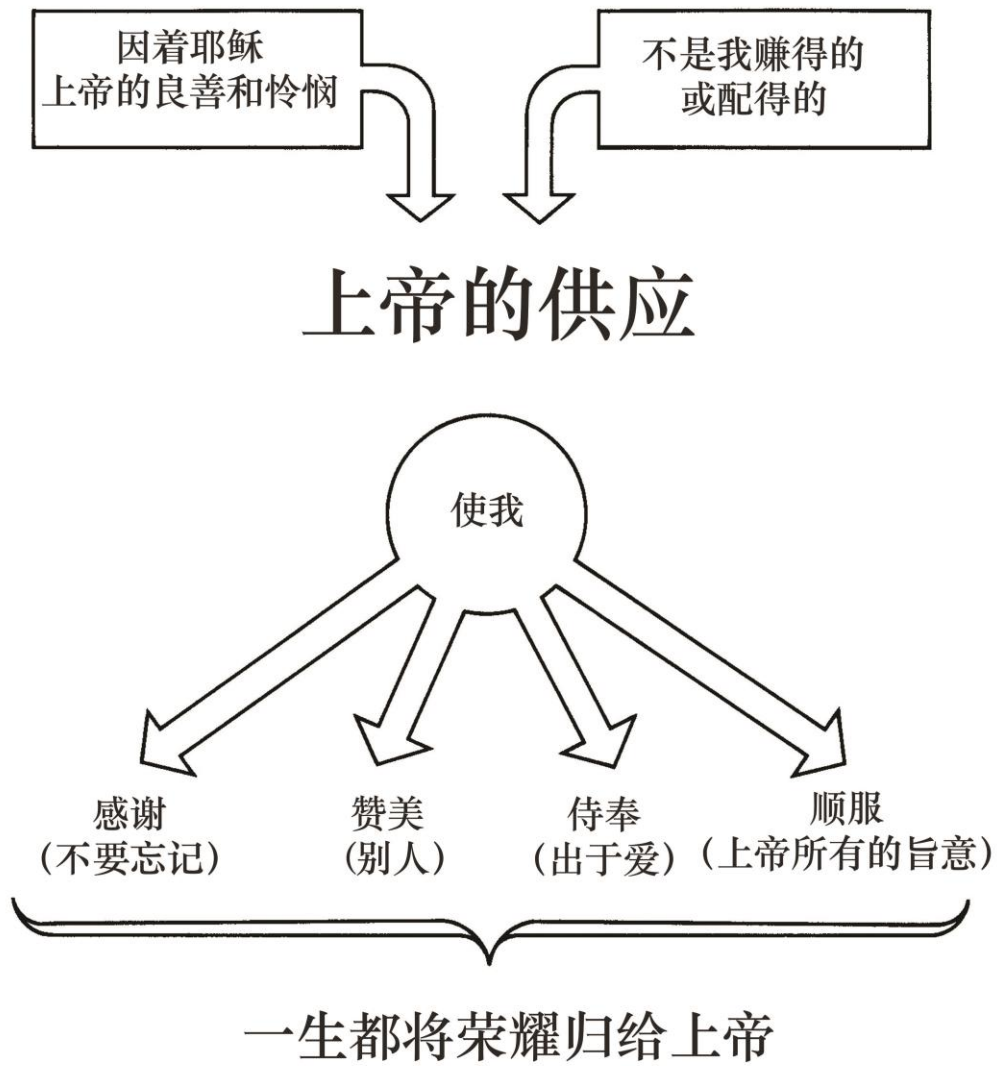 因着耶稣
上帝的良善和怜悯
不是我赚得的
或配得的
上帝的供应
使我
感谢
(不要忘记)
赞美
(别人)
侍奉
(出于爱)
顺服
(上帝所有的旨意)
一生都将荣耀归给上帝